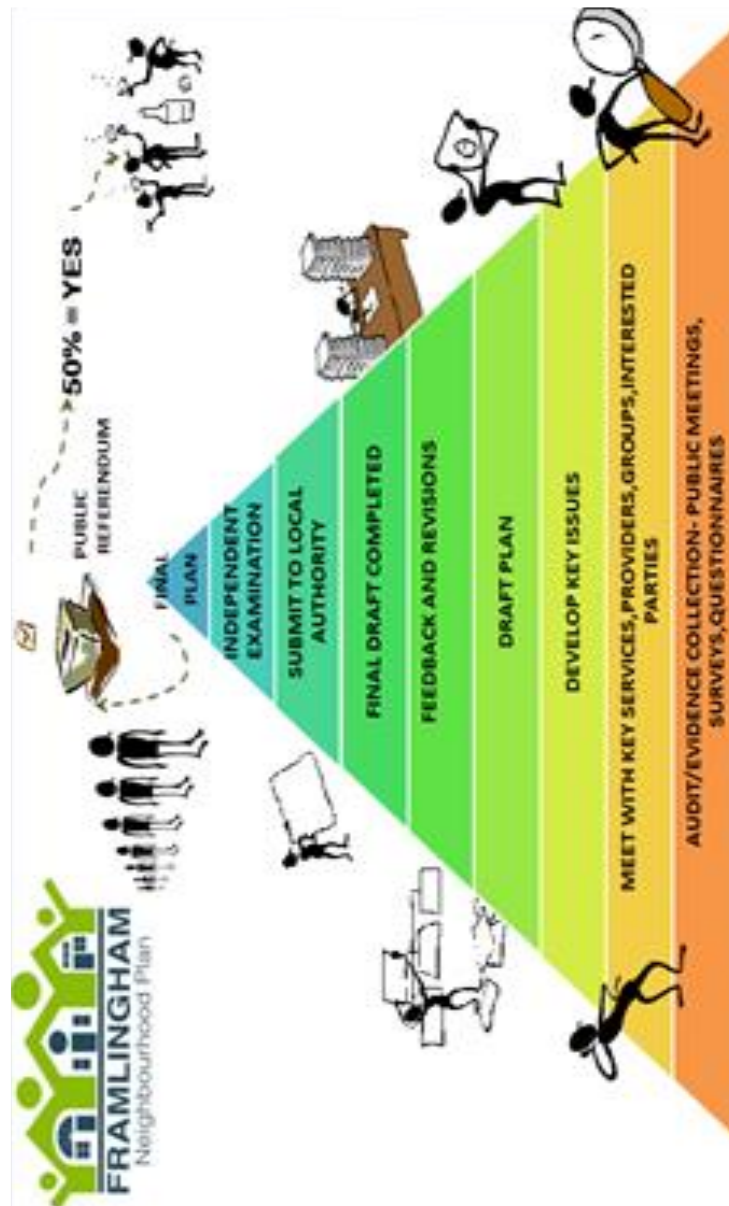 FRAMLINGHAM
Neighbourhood Plan
PUBLIC
REFERENDUM
50% = YES
FINAL
PLAN
INDEPENDENT
EXAMINATION
SUBMIT TO LOCAL
AUTHORITY
FINAL DRAFT COMPLETED
FEEDBACK AND REVISIONS
DRAFT PLAN
DEVELOP KEY ISSUES
MEET WITH KEY SERVICES,PROVIDERS,GROUPS,INTERESTED
PARTIES
AUDIT/EVIDENCE COLLECTION- PUBLIC MEETINGS,
SURVEYS,QUESTIONNAIRES